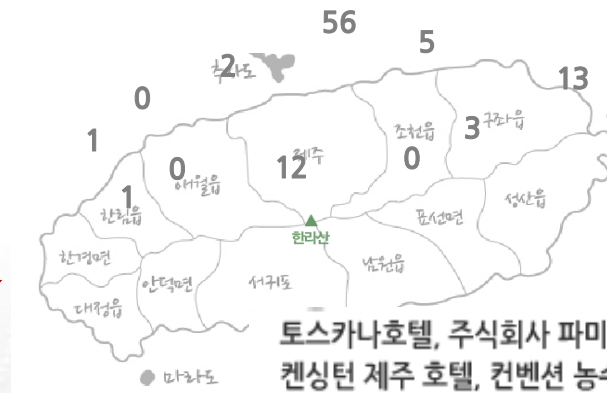 56
5
2
추자도
13
0
1
조천읍
3
구좌읍
제주
12
0
0
애월읍
1
한림읍
성산읍
표선면
한라산
한경면
안덕면
서귀포
남원읍
대정읍
토스카나호텔, 주식회사 파미
마라도
켄싱턴 제주 호텔, 컨벤션 농수